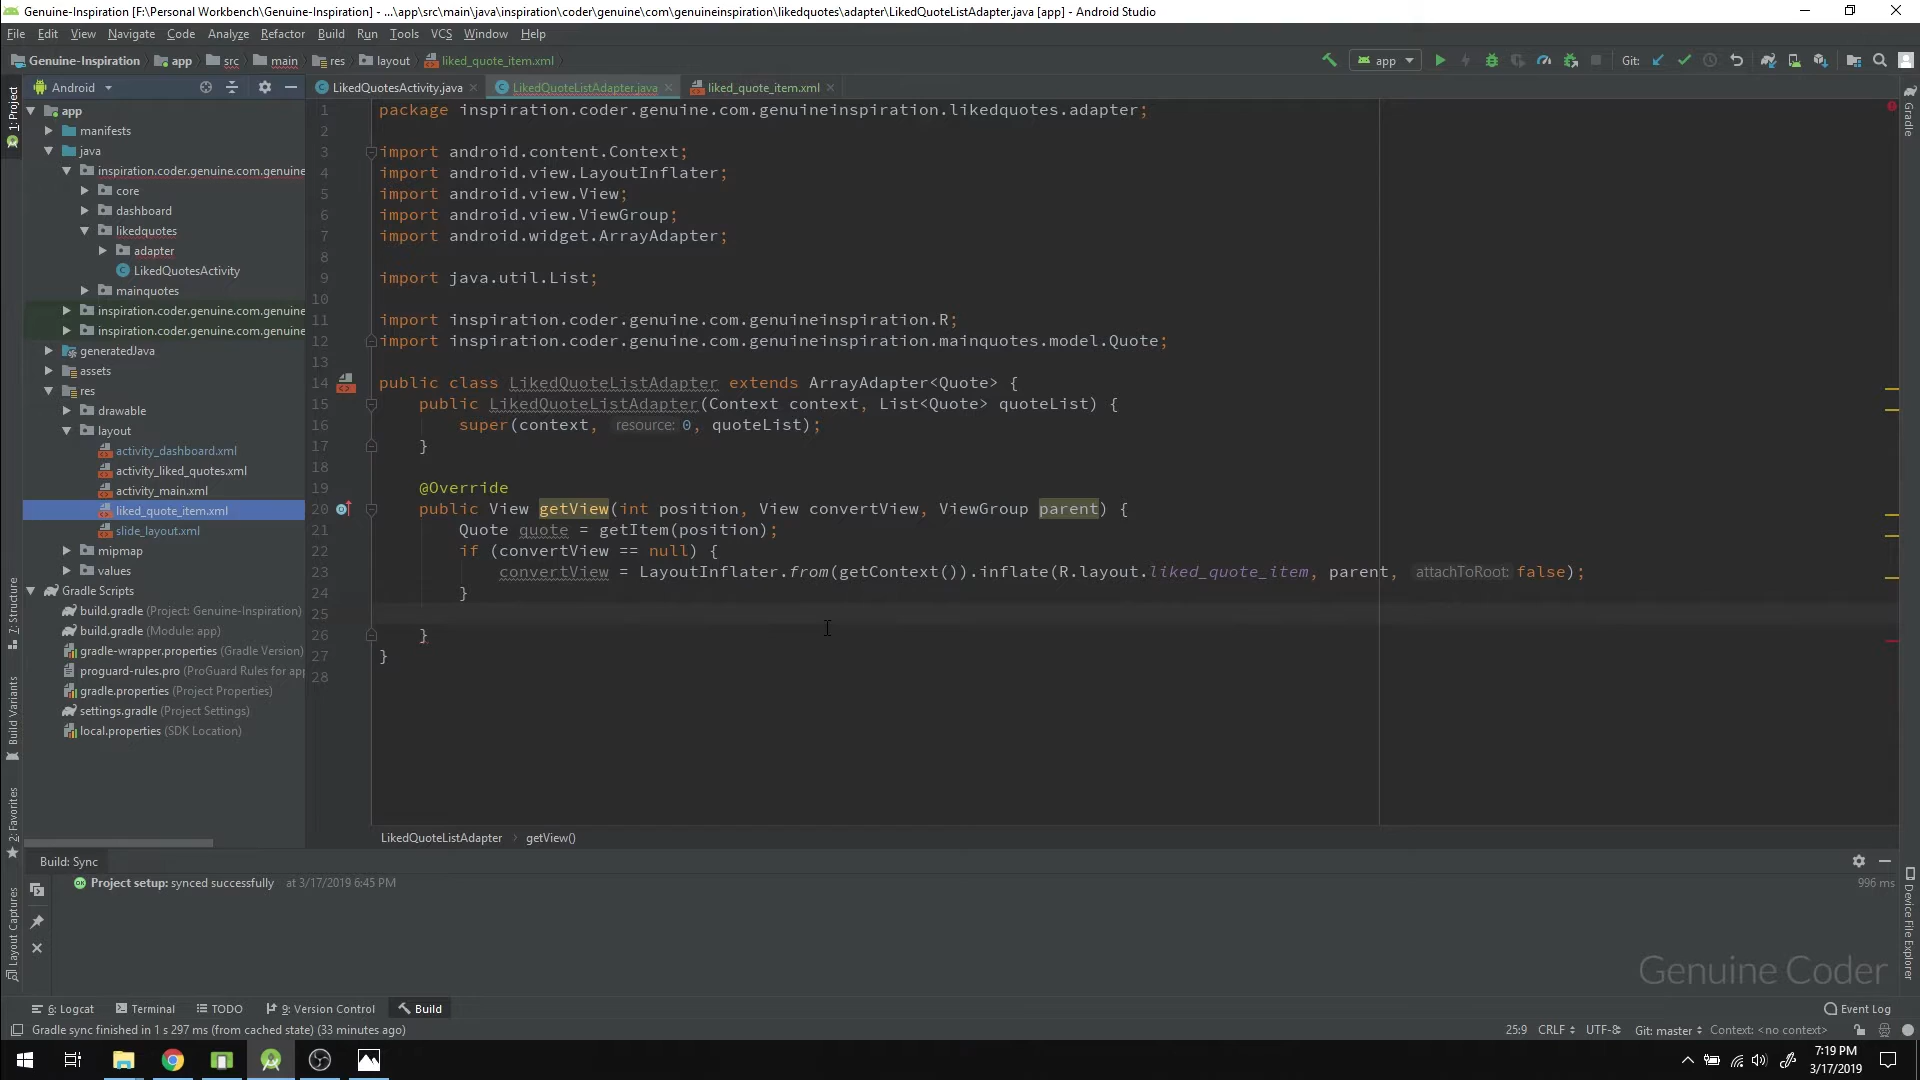 Genuine-Inspiration [F:\Personal Workbench\Genuine-Inspiration] - ...\app\src\main\java\inspiration\coder\genuine\com\genuineinspiration\likedquotes\adapter\LikedQuoteListAdapter.java [app] - Android Studio
File Edit View Navigate Code Analyze Refactor Build Run Tools VCS Window Help
Genuine-Inspiration app src main res layout liked_quote_item.xml
app
Git:
Android
LikedQuotesActivity.java
LikedQuoteListAdapter.java
liked_quote_item.xml
1: Project
7: Structure
Build Variants
2: Favorites
Layout Captures
app
manifests
java
inspiration.coder.genuine.com.genuine
core
dashboard
likedquotes
adapter
LikedQuotesActivity
mainquotes
inspiration.coder.genuine.com.genuine
inspiration.coder.genuine.com.genuine
generatedJava
assets
res
drawable
layout
activity_dashboard.xml
activity_liked_quotes.xml
activity_main.xml
liked_quote_item.xml
slide_layout.xml
mipmap
values
Gradle Scripts
build.gradle (Project: Genuine-Inspiration)
build.gradle (Module: app)
gradle-wrapper.properties (Gradle Version)
proguard-rules.pro (ProGuard Rules for app
gradle.properties (Project Properties)
settings.gradle (Project Settings)
local.properties (SDK Location)
1 package inspiration.coder.genuine.com.genuineinspiration.likedquotes.adapter;
2
3 import android.content.Context;
4 import android.view.LayoutInflater;
5 import android.view.View;
6 import android.view.ViewGroup;
7 import android.widget.ArrayAdapter;
8
9 import java.util.List;
10
11 import inspiration.coder.genuine.com.genuineinspiration.R;
12 import inspiration.coder.genuine.com.genuineinspiration.mainquotes.model.Quote;
13
14 public class LikedQuoteListAdapter extends ArrayAdapter<Quote> {
15 public LikedQuoteListAdapter(Context context, List<Quote> quoteList) {
16 super(context, resource: 0, quoteList);
17 }
18
19 @Override
20 public View getView(int position, View convertView, ViewGroup parent) {
21 Quote quote = getItem(position);
22 if (convertView == null) {
23 convertView = LayoutInflater.from(getContext()).inflate(R.layout.liked_quote_item, parent, attachToRoot: false);
24 }
25
26 }
27 }
28
Gradle
Device File Explorer
LikedQuoteListAdapter > getView()
Build: Sync
Project setup: synced successfully at 3/17/2019 6:45 PM
996 ms
Genuine Coder
6: Logcat Terminal TODO 9: Version Control Build Event Log
Gradle sync finished in 1 s 297 ms (from cached state) (33 minutes ago)
25:9 CRLF UTF-8 Git: master Context: <no context>
7:19 PM
3/17/2019